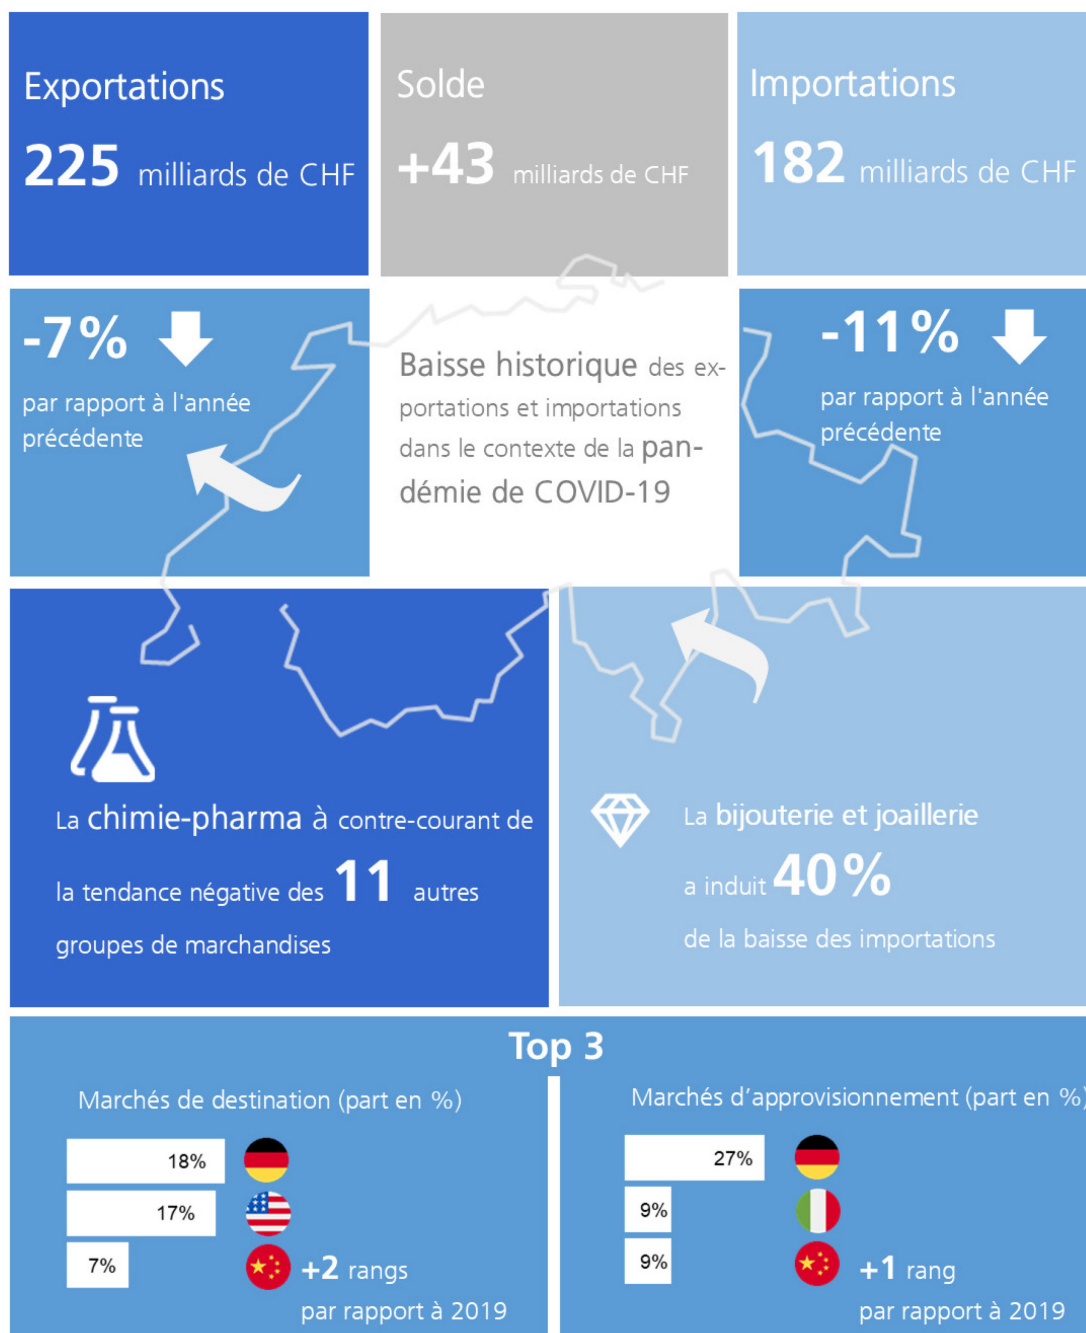 Exportations
225 milliards de CHF
Solde
+43 milliards de CHF
Importations
182 milliards de CHF
-7%
par rapport à l'année
précédente
Baisse historique des ex-
portations et importations
dans le contexte de la pan-
démie de COVID-19
-11%
par rapport à l'année
précédente
La chimie-pharma à contre-courant de
la tendance négative des 11 autres
groupes de marchandises
La bijouterie et joaillerie
a induit 40%
de la baisse des importations
Top 3
Marchés de destination (part en %)
18%
17%
7%
+2 rangs
par rapport à 2019
Marchés d’approvisionnement (part en %)
27%
9%
9%
+1 rang
par rapport à 2019